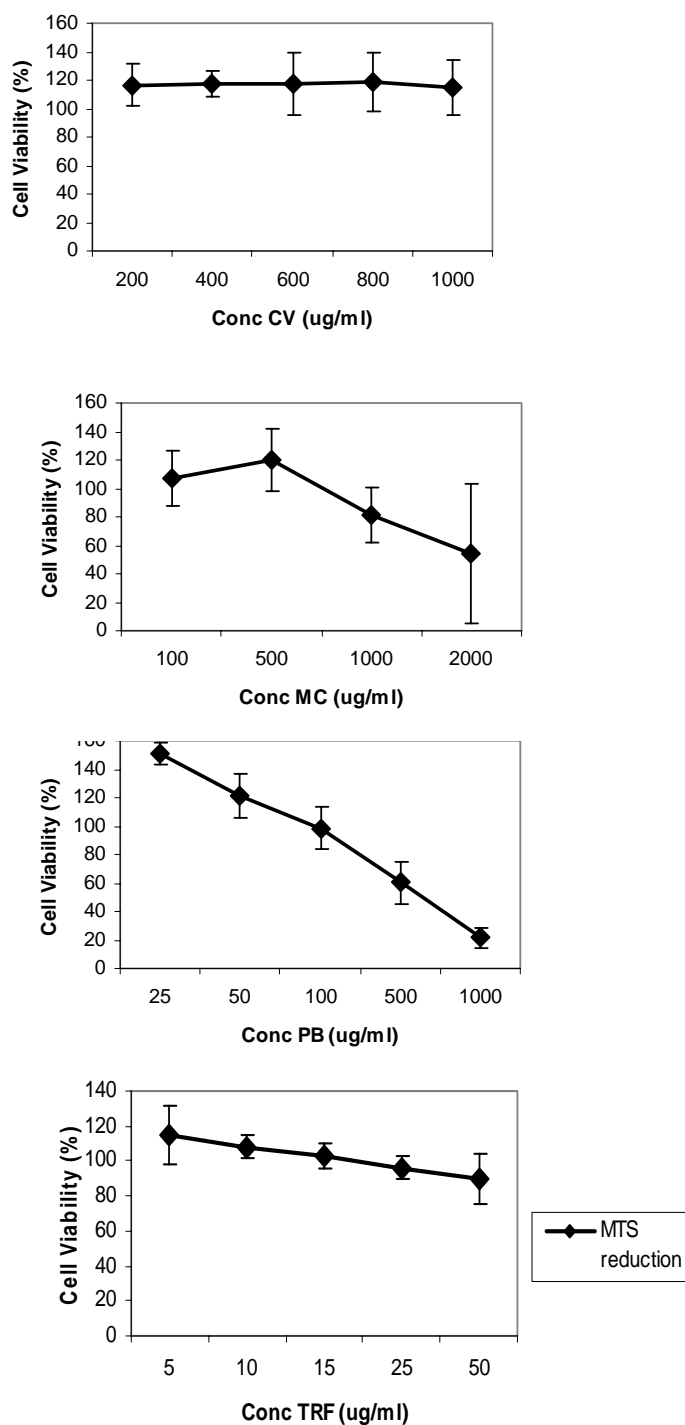 160
140
120
100
80
60
40
20
0
Cell Viability (%)
200 400 600 800 1000
Conc CV (ug/ml)
160
140
120
100
80
60
40
20
0
Cell Viability (%)
100 500 1000 2000
Conc MC (ug/ml)
160
140
120
100
80
60
40
20
0
Cell Viability (%)
25 50 100 500 1000
Conc PB (ug/ml)
140
120
100
80
60
40
20
0
Cell Viability (%)
5 10 15 25 50
Conc TRF (ug/ml)
MTS
reduction